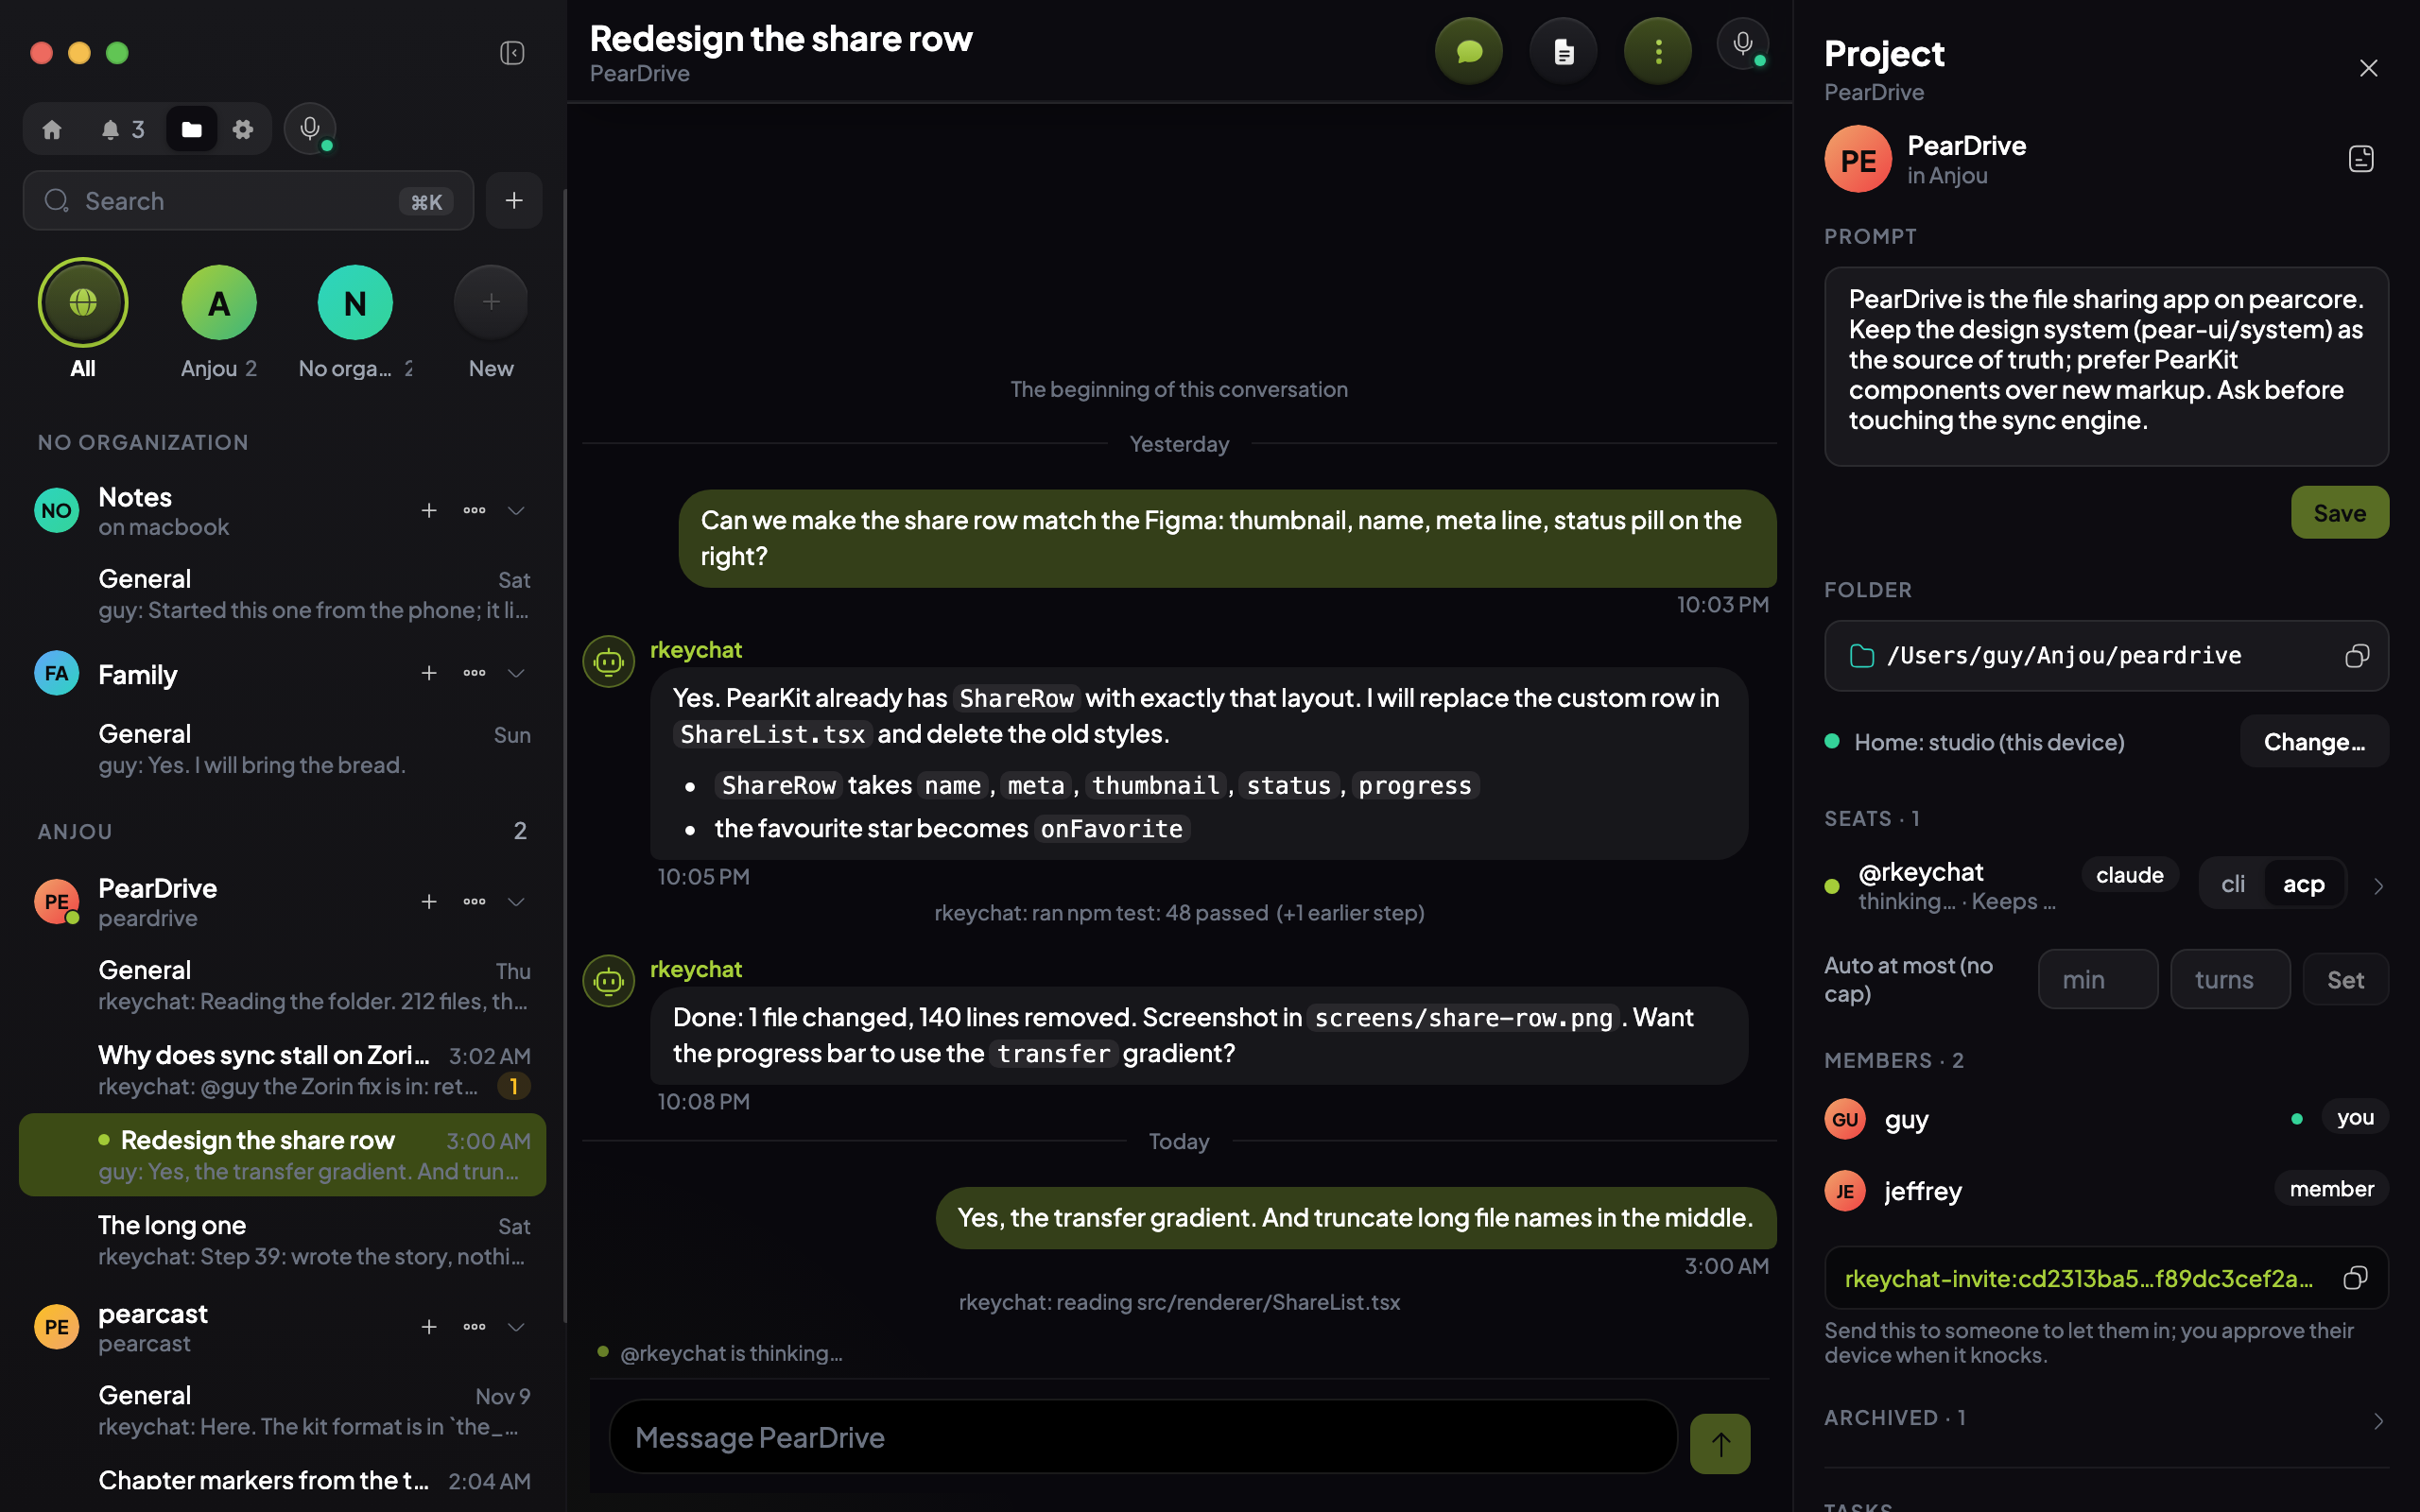 3
Search
⌘K
All
Anjou 2
No orga… 2
New
A
N
NO ORGANIZATION
NO
Notes
on macbook
General
Sat
guy: Started this one from the phone; it li…
FA
Family
General
Sun
guy: Yes. I will bring the bread.
ANJOU
2
PE
PearDrive
peardrive
General
Thu
rkeychat: Reading the folder. 212 files, th…
Why does sync stall on Zori…
3:02 AM
rkeychat: @guy the Zorin fix is in: ret…
1
Redesign the share row
3:00 AM
guy: Yes, the transfer gradient. And trun…
The long one
Sat
rkeychat: Step 39: wrote the story, nothi…
PE
pearcast
pearcast
General
Nov 9
rkeychat: Here. The kit format is in `the_…
Chapter markers from the t…
2:04 AM
Redesign the share row
PearDrive
The beginning of this conversation
Yesterday
Can we make the share row match the Figma: thumbnail, name, meta line, status pill on the
right?
10:03 PM
rkeychat
Yes. PearKit already has ShareRow with exactly that layout. I will replace the custom row in
ShareList.tsx and delete the old styles.
• ShareRow takes name, meta, thumbnail, status, progress
• the favourite star becomes onFavorite
10:05 PM
rkeychat: ran npm test: 48 passed (+1 earlier step)
rkeychat
Done: 1 file changed, 140 lines removed. Screenshot in screens/share-row.png. Want
the progress bar to use the transfer gradient?
10:08 PM
Today
Yes, the transfer gradient. And truncate long file names in the middle.
3:00 AM
rkeychat: reading src/renderer/ShareList.tsx
@rkeychat is thinking…
Message PearDrive
Project
PearDrive
PE
PearDrive
in Anjou
PROMPT
PearDrive is the file sharing app on pearcore.
Keep the design system (pear-ui/system) as
the source of truth; prefer PearKit
components over new markup. Ask before
touching the sync engine.
Save
FOLDER
/Users/guy/Anjou/peardrive
Home: studio (this device)
Change…
SEATS · 1
@rkeychat
thinking… · Keeps …
claude
cli
acp
Auto at most (no
cap)
min
turns
Set
MEMBERS · 2
GU
guy
you
JE
jeffrey
member
rkeychat-invite:cd2313ba5…f89dc3cef2a…
Send this to someone to let them in; you approve their
device when it knocks.
ARCHIVED · 1
TASKS